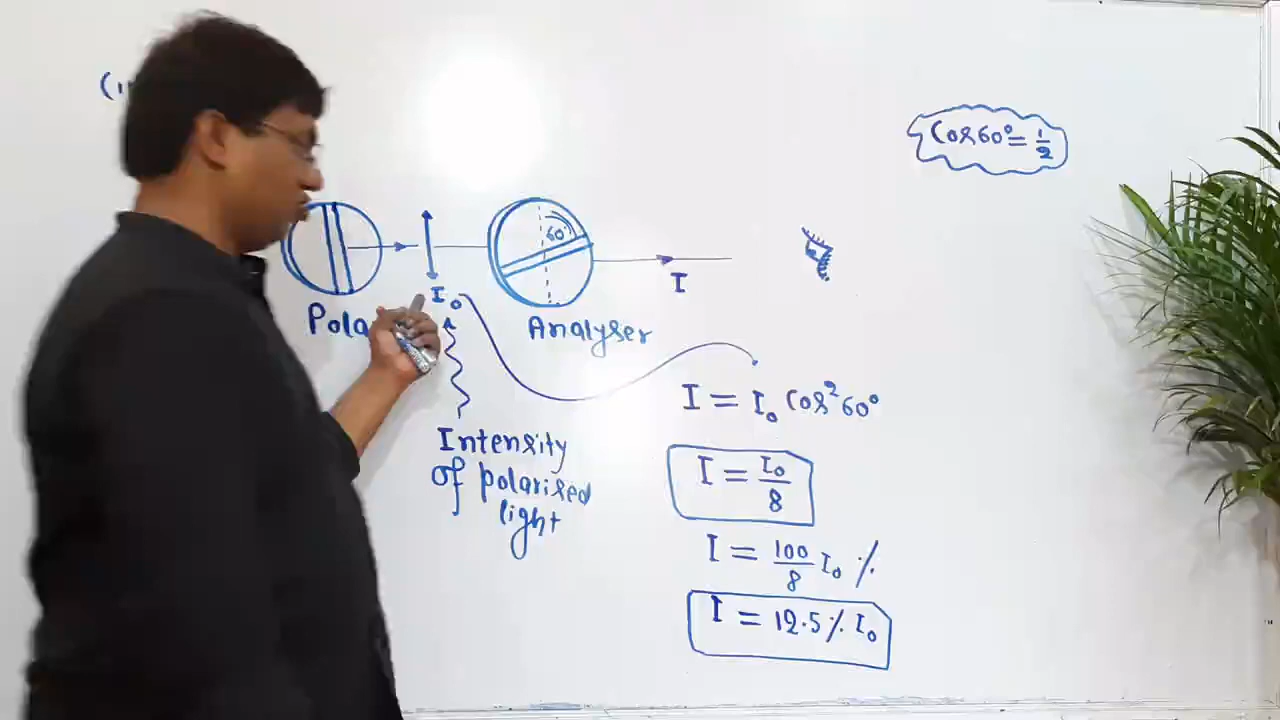 (i
Cos60°=1/2
60°
I₀
I
Pola
Analyser
I = I₀ Cos²60°
Intensity
of polarised
light
I = I₀/8
I = 100/8 I₀ %
I = 12.5% I₀